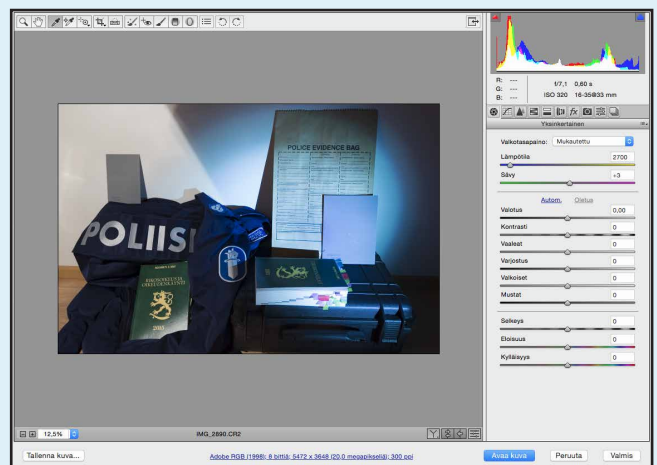 R: ---
G: ---
B: ---
f/7,1 0,60 s
ISO 320 16-35@33 mm
fx
Yksinkertainen
Valkotasapaino: Mukautettu
Lämpötila 2700
Sävy +3
Autom. Oletus
Valotus 0,00
Kontrasti 0
Vaaleat 0
Varjostus 0
Valkoiset 0
Mustat 0
Selkeys 0
Eloisuus 0
Kylläisyys 0
POLICE EVIDENCE BAG
POLIISI
RIKOSOIKEUDEN
2015
12,5%
IMG_2890.CR2
Tallenna kuva...
Adobe RGB (1998); 8 bittiä; 5472 x 3648 (20,0 megapikseliä); 300 ppi
Avaa kuva
Peruuta
Valmis